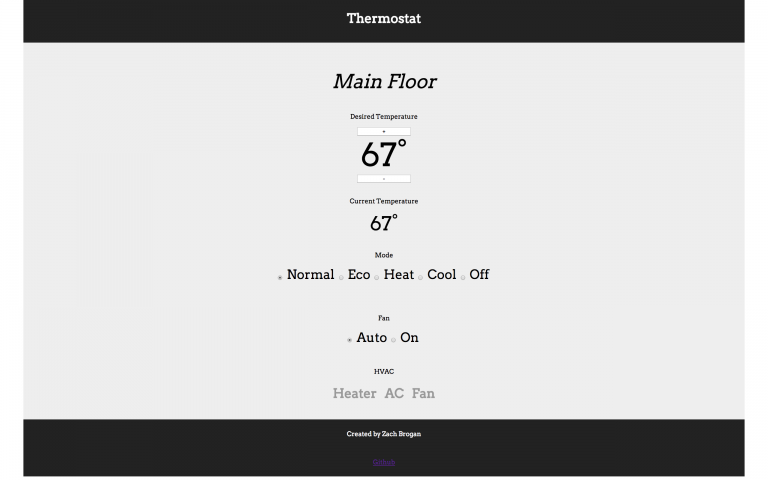 Thermostat
Main Floor
Desired Temperature
+
67°
-
Current Temperature
67°
Mode
Normal Eco Heat Cool Off
Fan
Auto On
HVAC
Heater AC Fan
Created by Zach Brogan
Github